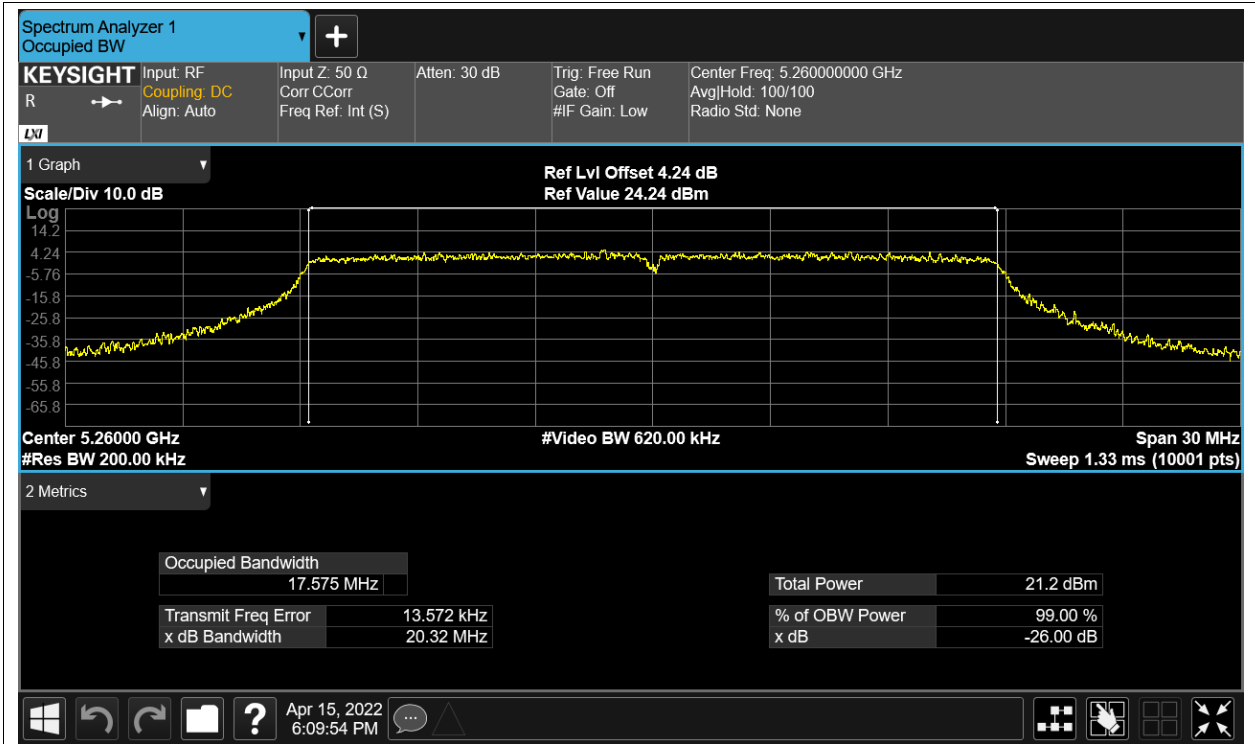 Spectrum Analyzer 1
Occupied BW
KEYSIGHT
R
LXI
Input: RF
Coupling: DC
Align: Auto
Input Z: 50 Ω
Corr CCorr
Freq Ref: Int (S)
Atten: 30 dB
Trig: Free Run
Gate: Off
#IF Gain: Low
Center Freq: 5.260000000 GHz
Avg|Hold: 100/100
Radio Std: None
1 Graph
Scale/Div 10.0 dB
Ref Lvl Offset 4.24 dB
Ref Value 24.24 dBm
Log
14.2
4.24
-5.76
-15.8
-25.8
-35.8
-45.8
-55.8
-65.8
Center 5.26000 GHz
#Res BW 200.00 kHz
#Video BW 620.00 kHz
Span 30 MHz
Sweep 1.33 ms (10001 pts)
2 Metrics
Occupied Bandwidth
17.575 MHz
Transmit Freq Error 13.572 kHz
x dB Bandwidth 20.32 MHz
Total Power 21.2 dBm
% of OBW Power 99.00 %
x dB -26.00 dB
?
Apr 15, 2022
6:09:54 PM